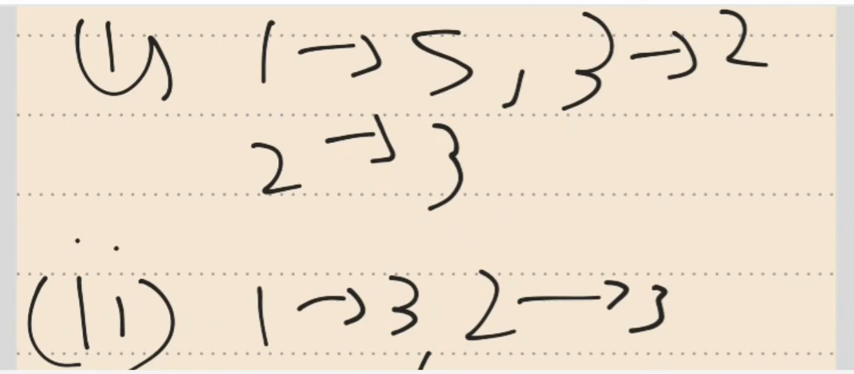 (i) 1 → 5, 3 → 2
2 → 3
(ii) 1 → 3, 2 → 3